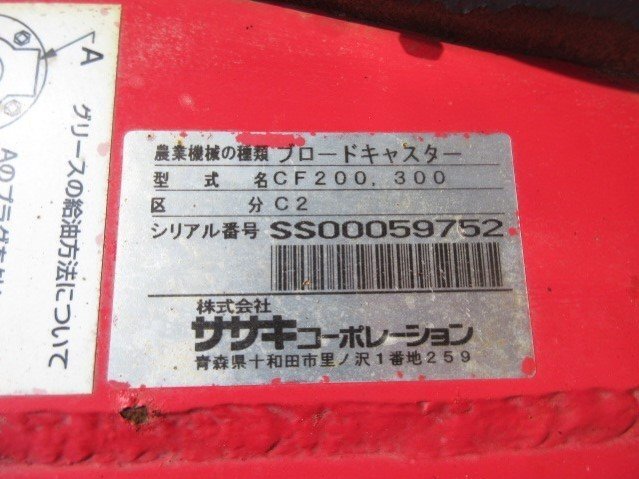 農業機械の種類 ブロードキャスター
型式名 CF200, 300
区分 C2
シリアル番号 SS00059752
株式会社
ササキコーポレーション
青森県十和田市里ノ沢1番地259
A
グリースの給油方法について
Aのプラグを